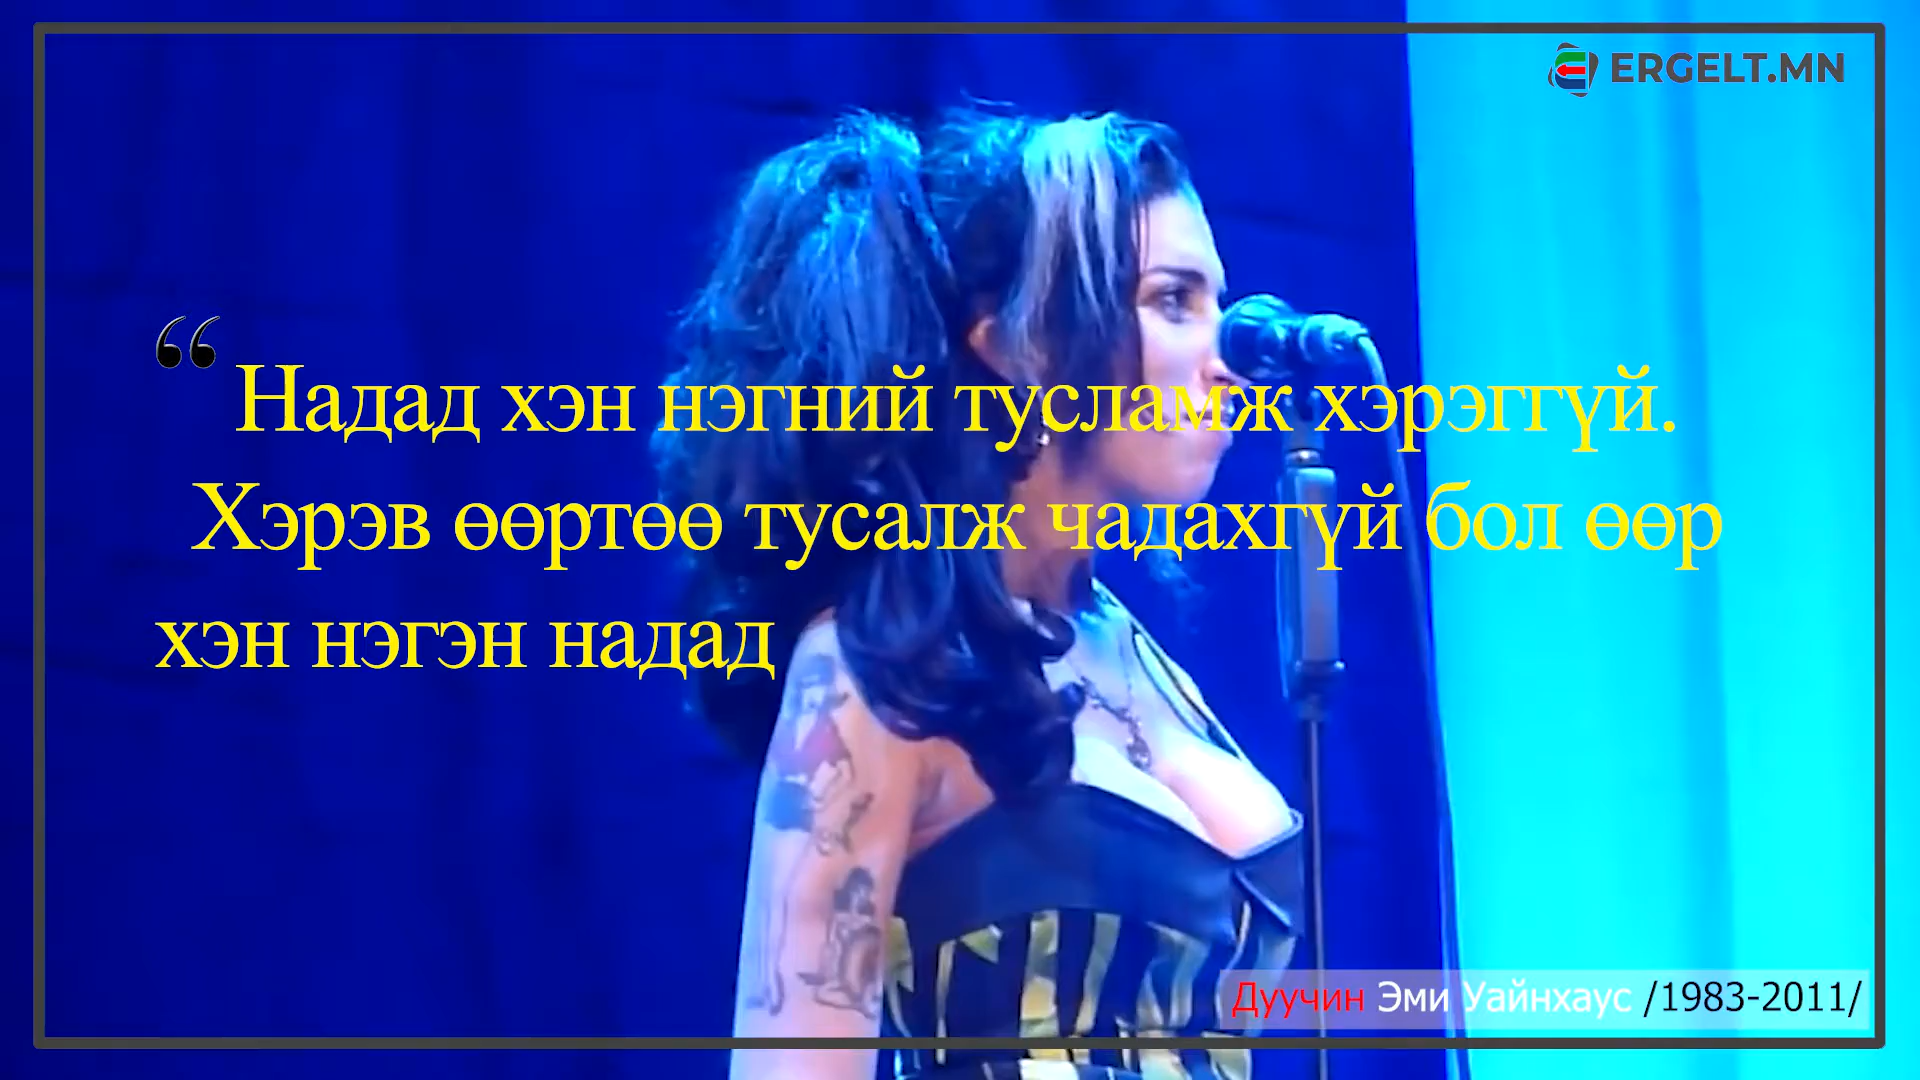 ERGELT.MN
“ Надад хэн нэгний тусламж хэрэггүй.
Хэрэв өөртөө тусалж чадахгүй бол өөр
хэн нэгэн надад
Дуучин Эми Уайнхаус /1983-2011/